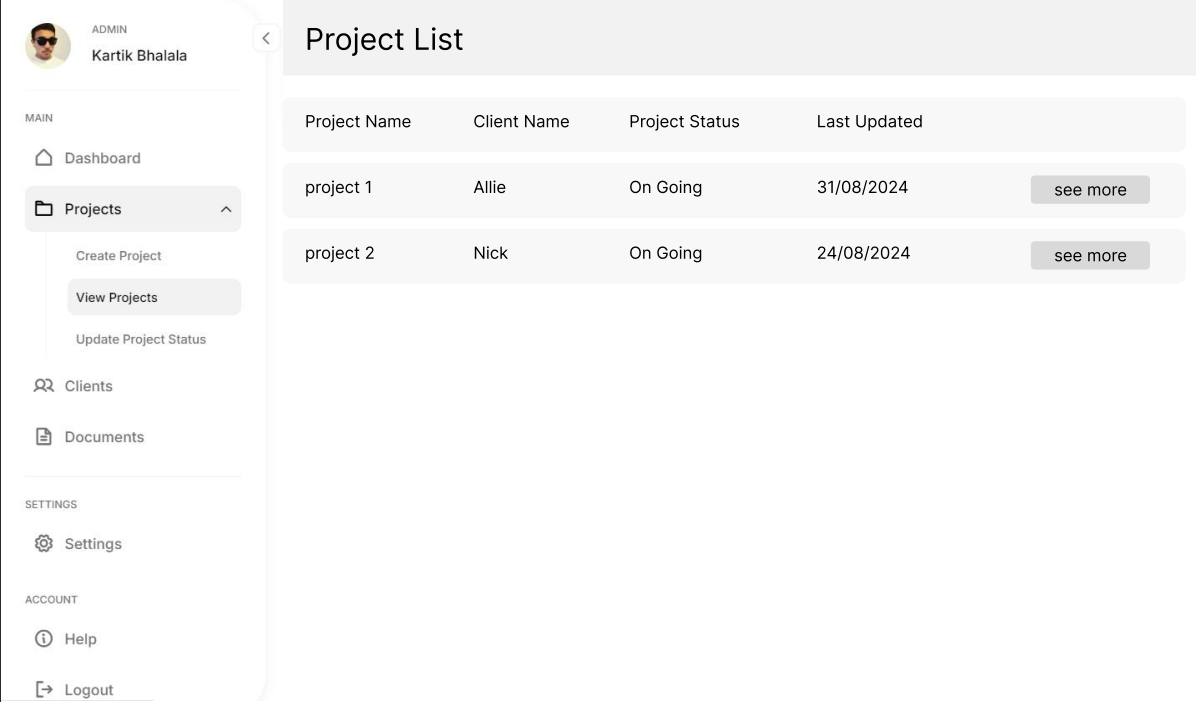 ADMIN
Kartik Bhalala
MAIN
Dashboard
Projects
Create Project
View Projects
Update Project Status
Clients
Documents
SETTINGS
Settings
ACCOUNT
Help
Logout
Project List
Project Name Client Name Project Status Last Updated
project 1 Allie On Going 31/08/2024 see more
project 2 Nick On Going 24/08/2024 see more